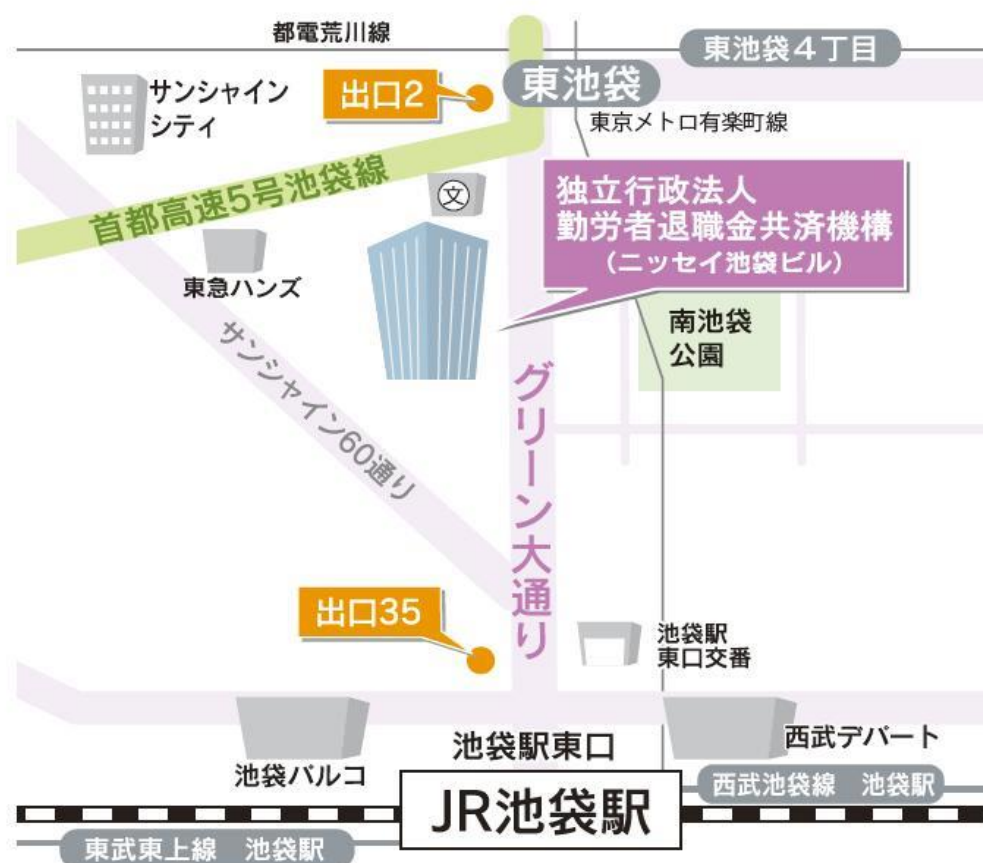 都電荒川線
東池袋4丁目
サンシャイン
シティ
出口2
東池袋
東京メトロ有楽町線
首都高速5号池袋線
文
独立行政法人
勤労者退職金共済機構
(ニッセイ池袋ビル)
東急ハンズ
南池袋
公園
サンシャイン60通り
グリーン大通り
出口35
池袋駅
東口交番
池袋パルコ
池袋駅東口
西武デパート
JR池袋駅
西武池袋線 池袋駅
東武東上線 池袋駅